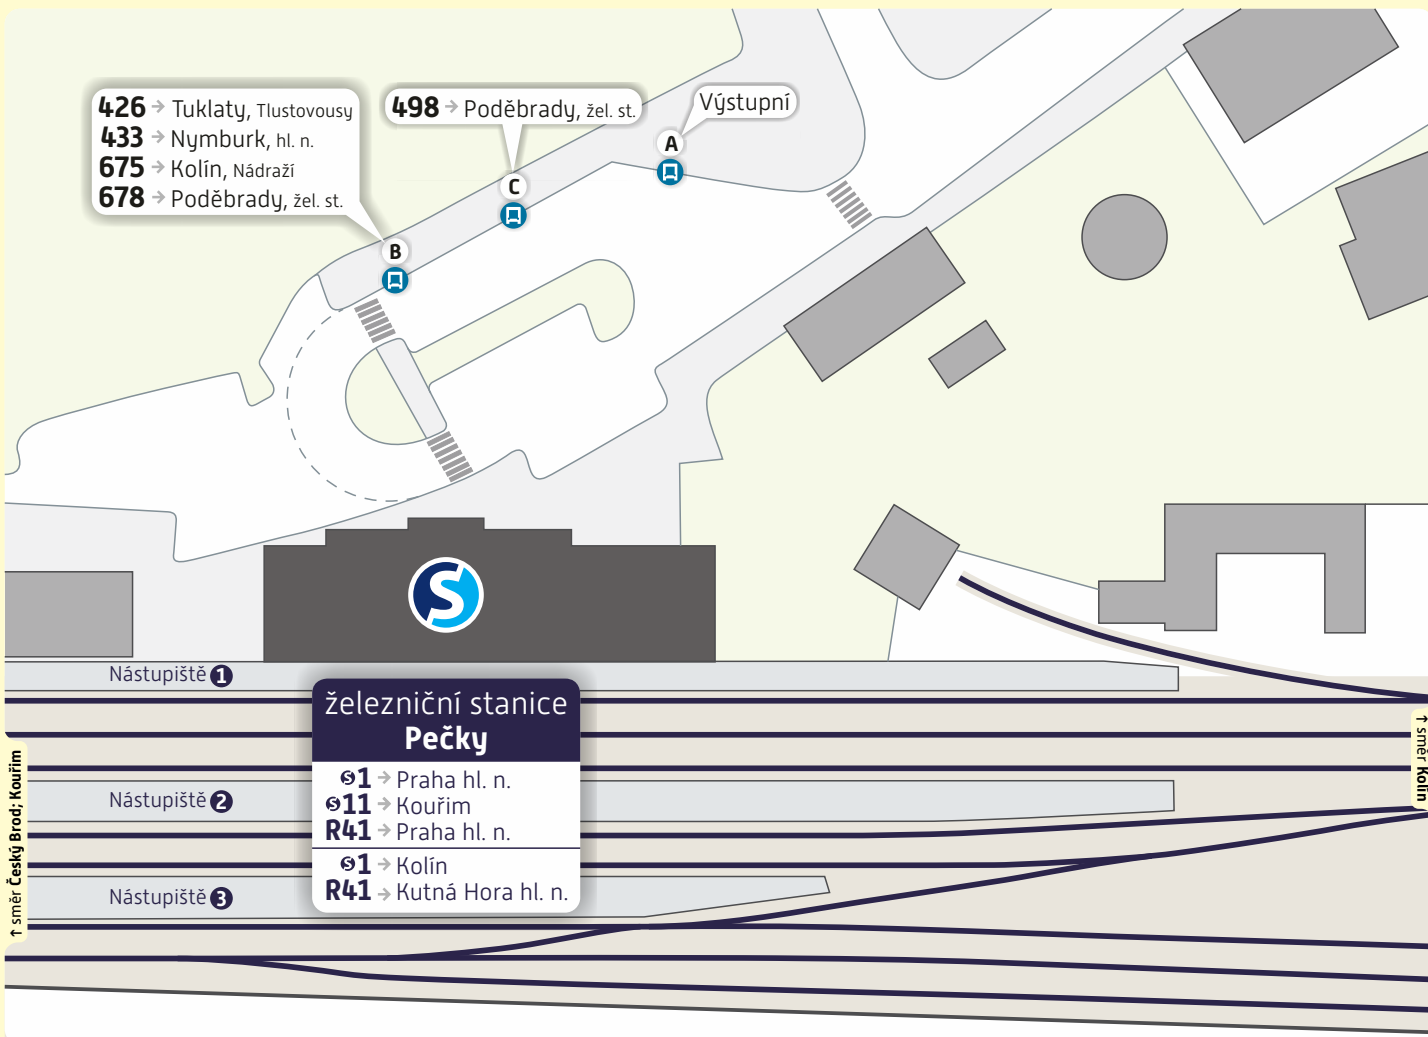 426 → Tuklaty, Tlustovousy
433 → Nymburk, hl. n.
675 → Kolín, Nádraží
678 → Poděbrady, žel. st.
498 → Poděbrady, žel. st.
Výstupní
A
C
B
S
Nástupiště 1
železniční stanice
Pečky
S1 → Praha hl. n.
S11 → Kouřim
R41 → Praha hl. n.
S1 → Kolín
R41 → Kutná Hora hl. n.
Nástupiště 2
Nástupiště 3
↑ směr Český Brod; Kouřim
↑ směr Kolín